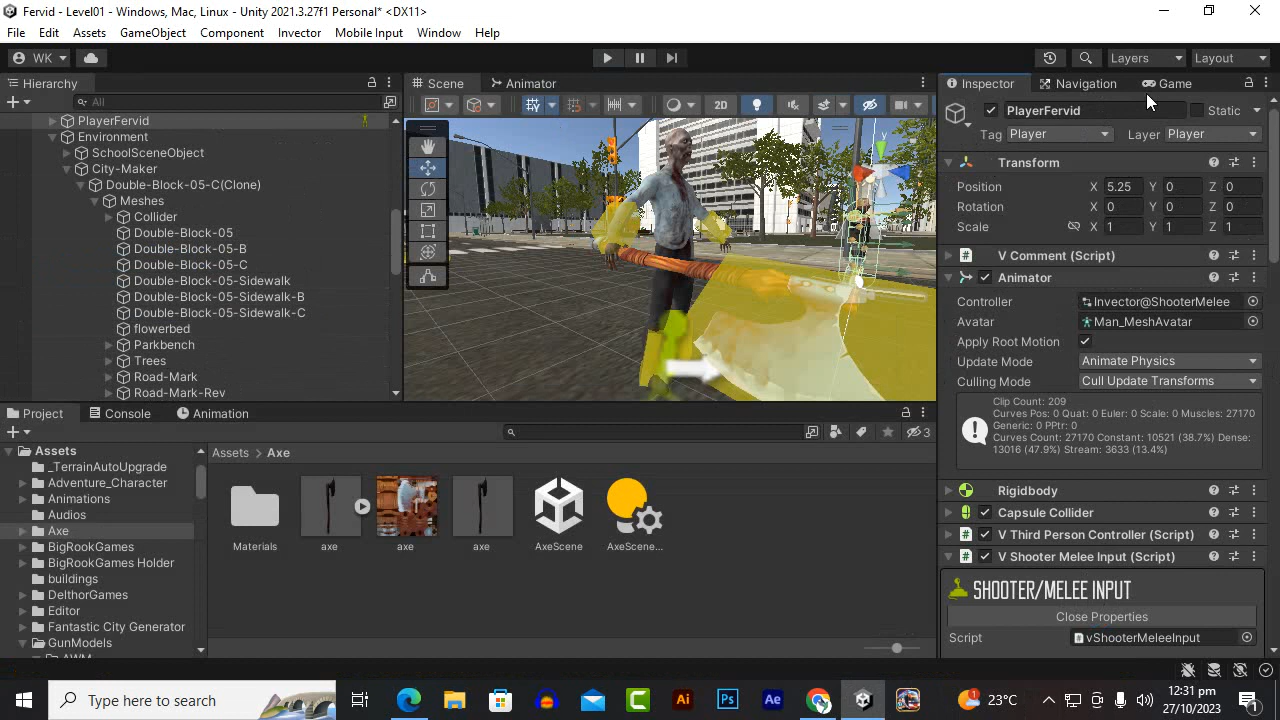 Fervid - Level01 - Windows, Mac, Linux - Unity 2021.3.27f1 Personal* <DX11>
File Edit Assets GameObject Component Invector Mobile Input Window Help
WK Layers Layout
Hierarchy
All
PlayerFervid
Environment
SchoolSceneObject
City-Maker
Double-Block-05-C(Clone)
Meshes
Collider
Double-Block-05
Double-Block-05-B
Double-Block-05-C
Double-Block-05-Sidewalk
Double-Block-05-Sidewalk-B
Double-Block-05-Sidewalk-C
flowerbed
Parkbench
Trees
Road-Mark
Road-Mark-Rev
Scene Animator
2D
Inspector Navigation Game
PlayerFervid Static
Tag Player Layer Player
Transform
Position X 5.25 Y 0 Z 0
Rotation X 0 Y 0 Z 0
Scale X 1 Y 1 Z 1
V Comment (Script)
Animator
Controller Invector@ShooterMelee
Avatar Man_MeshAvatar
Apply Root Motion
Update Mode Animate Physics
Culling Mode Cull Update Transforms
Clip Count: 209
Curves Pos: 0 Quat: 0 Euler: 0 Scale: 0 Muscles: 27170
Generic: 0 PPtr: 0
Curves Count: 27170 Constant: 10521 (38.7%) Dense:
13016 (47.9%) Stream: 3633 (13.4%)
Rigidbody
Capsule Collider
V Third Person Controller (Script)
V Shooter Melee Input (Script)
SHOOTER/MELEE INPUT
Close Properties
Script vShooterMeleeInput
Project Console Animation
3
Assets
_TerrainAutoUpgrade
Adventure_Character
Animations
Audios
Axe
BigRookGames
BigRookGames Holder
buildings
DelthorGames
Editor
Fantastic City Generator
GunModels
AWM
Assets > Axe
Materials axe axe axe AxeScene AxeScene...
Type here to search
Ai Ps Ae
1 23°C
12:31 pm
27/10/2023
1